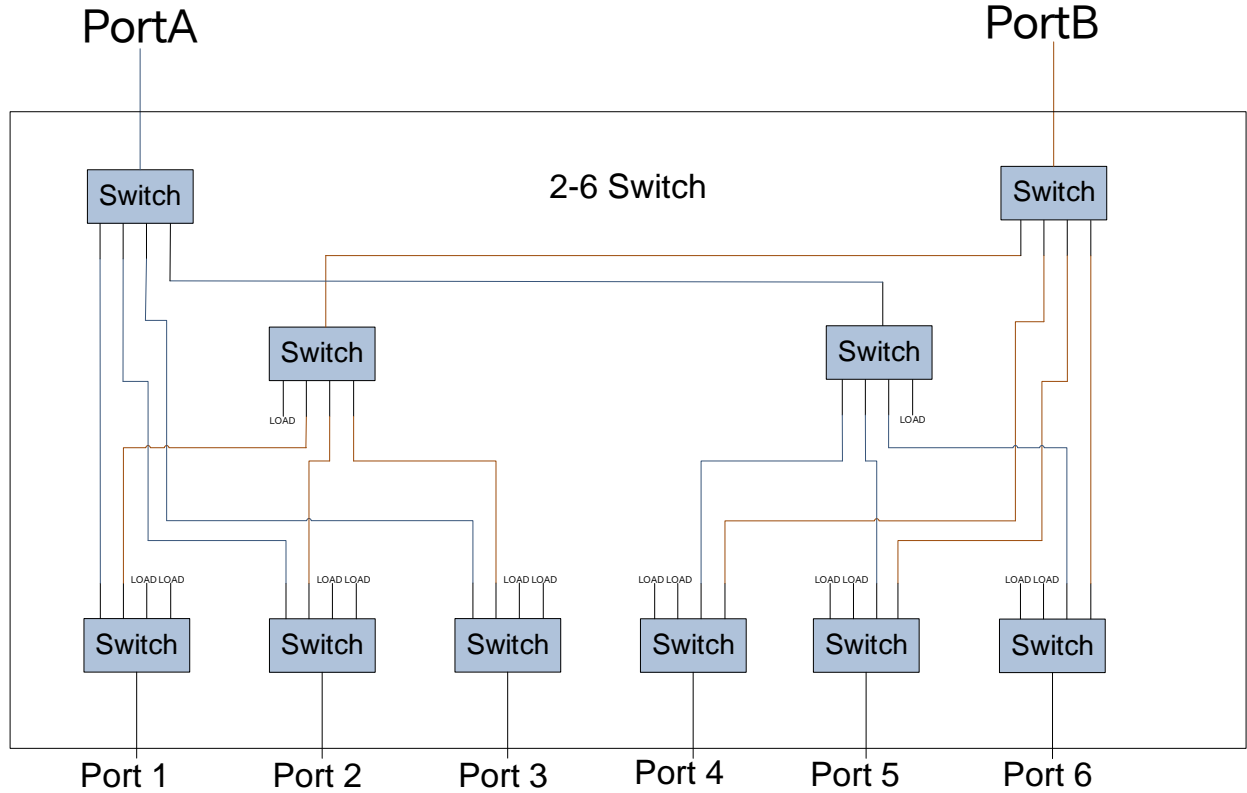 PortA
PortB
Switch
2-6 Switch
Switch
Switch
Switch
LOAD
LOAD
LOAD LOAD
LOAD LOAD
LOAD LOAD
LOAD LOAD
LOAD LOAD
LOAD LOAD
Switch
Switch
Switch
Switch
Switch
Switch
Port 1
Port 2
Port 3
Port 4
Port 5
Port 6